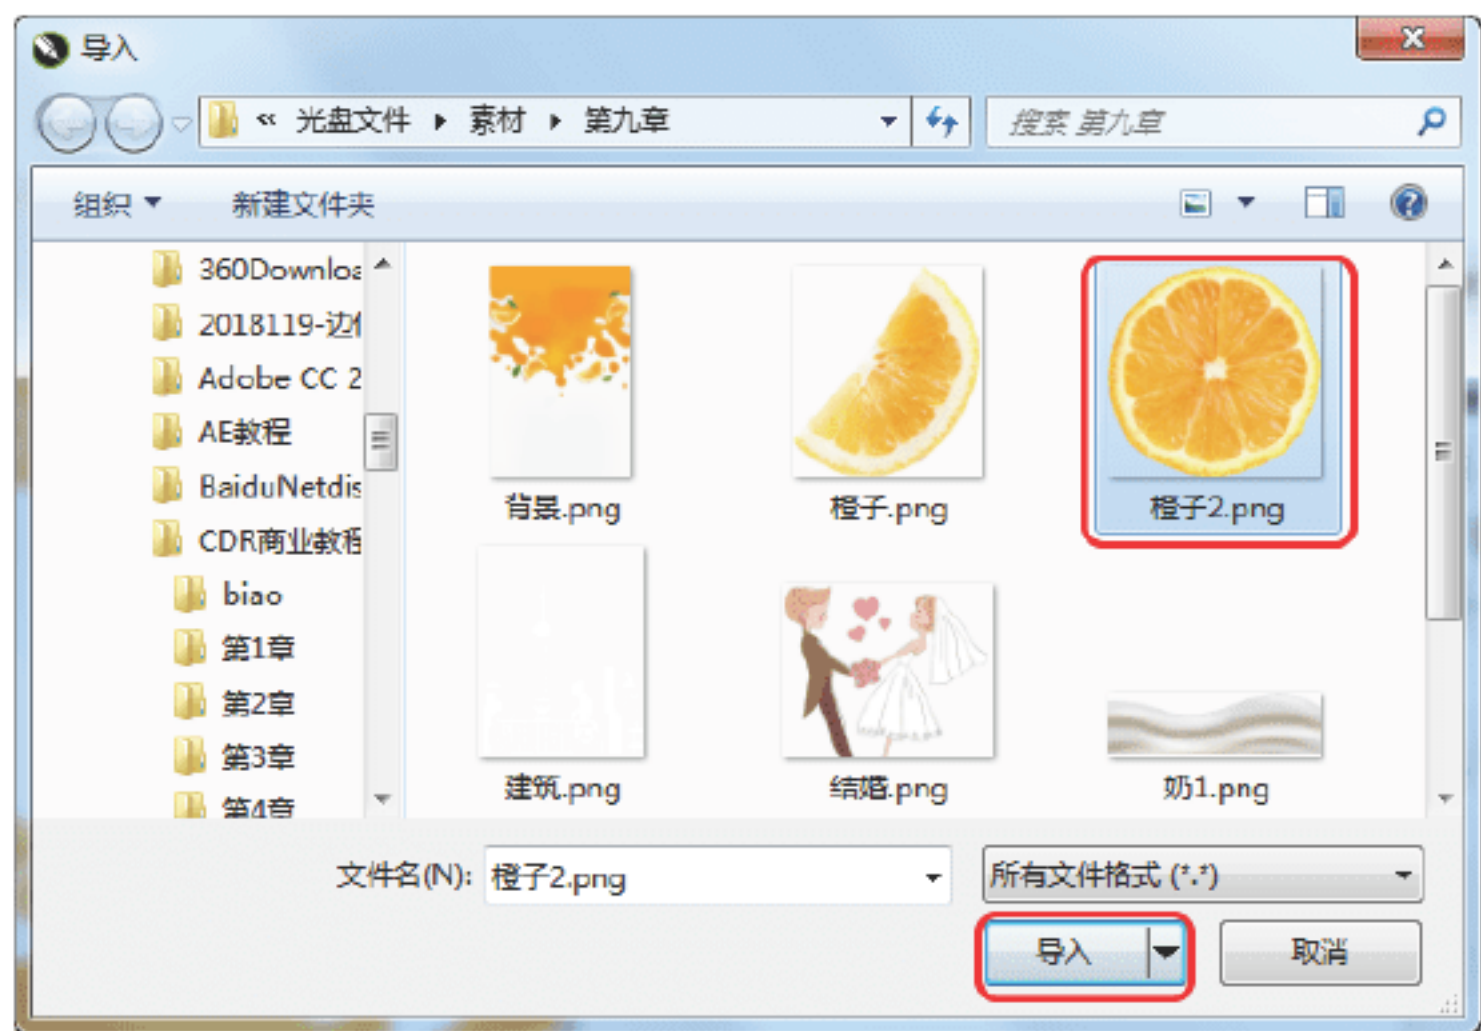 导入
« 光盘文件 ▸ 素材 ▸ 第九章
搜索 第九章
组织 新建文件夹
360Downloa
2018119-边
Adobe CC 2
AE教程
BaiduNetdis
CDR商业教程
biao
第1章
第2章
第3章
第4章
背景.png
橙子.png
橙子2.png
建筑.png
结婚.png
奶1.png
文件名(N): 橙子2.png
所有文件格式 (*.*)
导入
取消